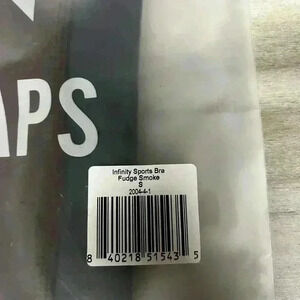 APS
Infinity Sports Bra
Fudge Smoke
S
2004-4-1
8 40218 51543 5